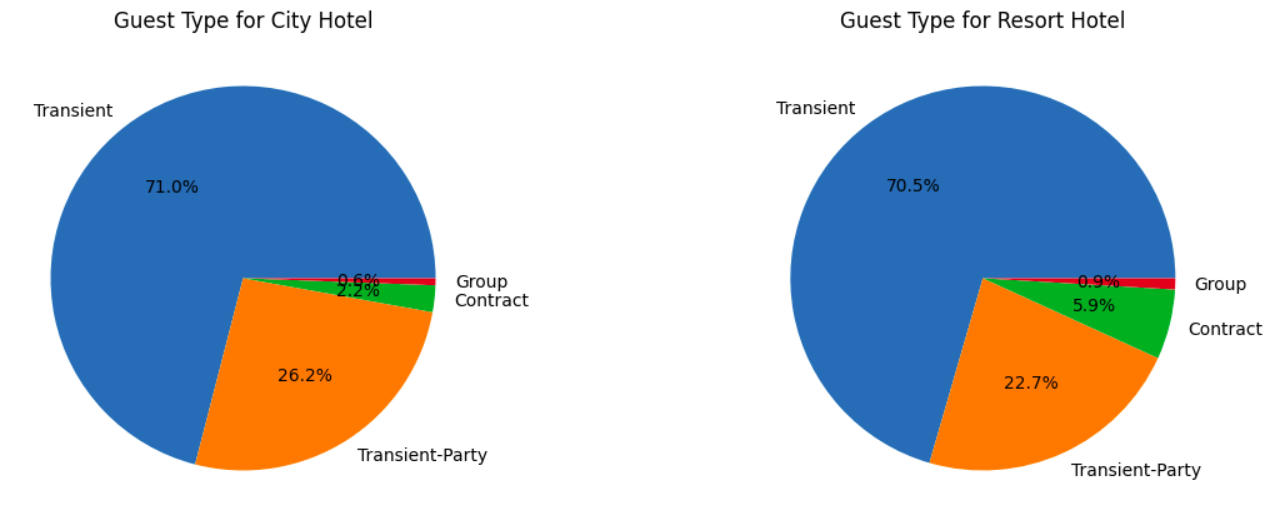 Guest Type for City Hotel
Transient
71.0%
0.6%
Group
2.2%
Contract
26.2%
Transient-Party
Guest Type for Resort Hotel
Transient
70.5%
0.9%
Group
5.9%
Contract
22.7%
Transient-Party